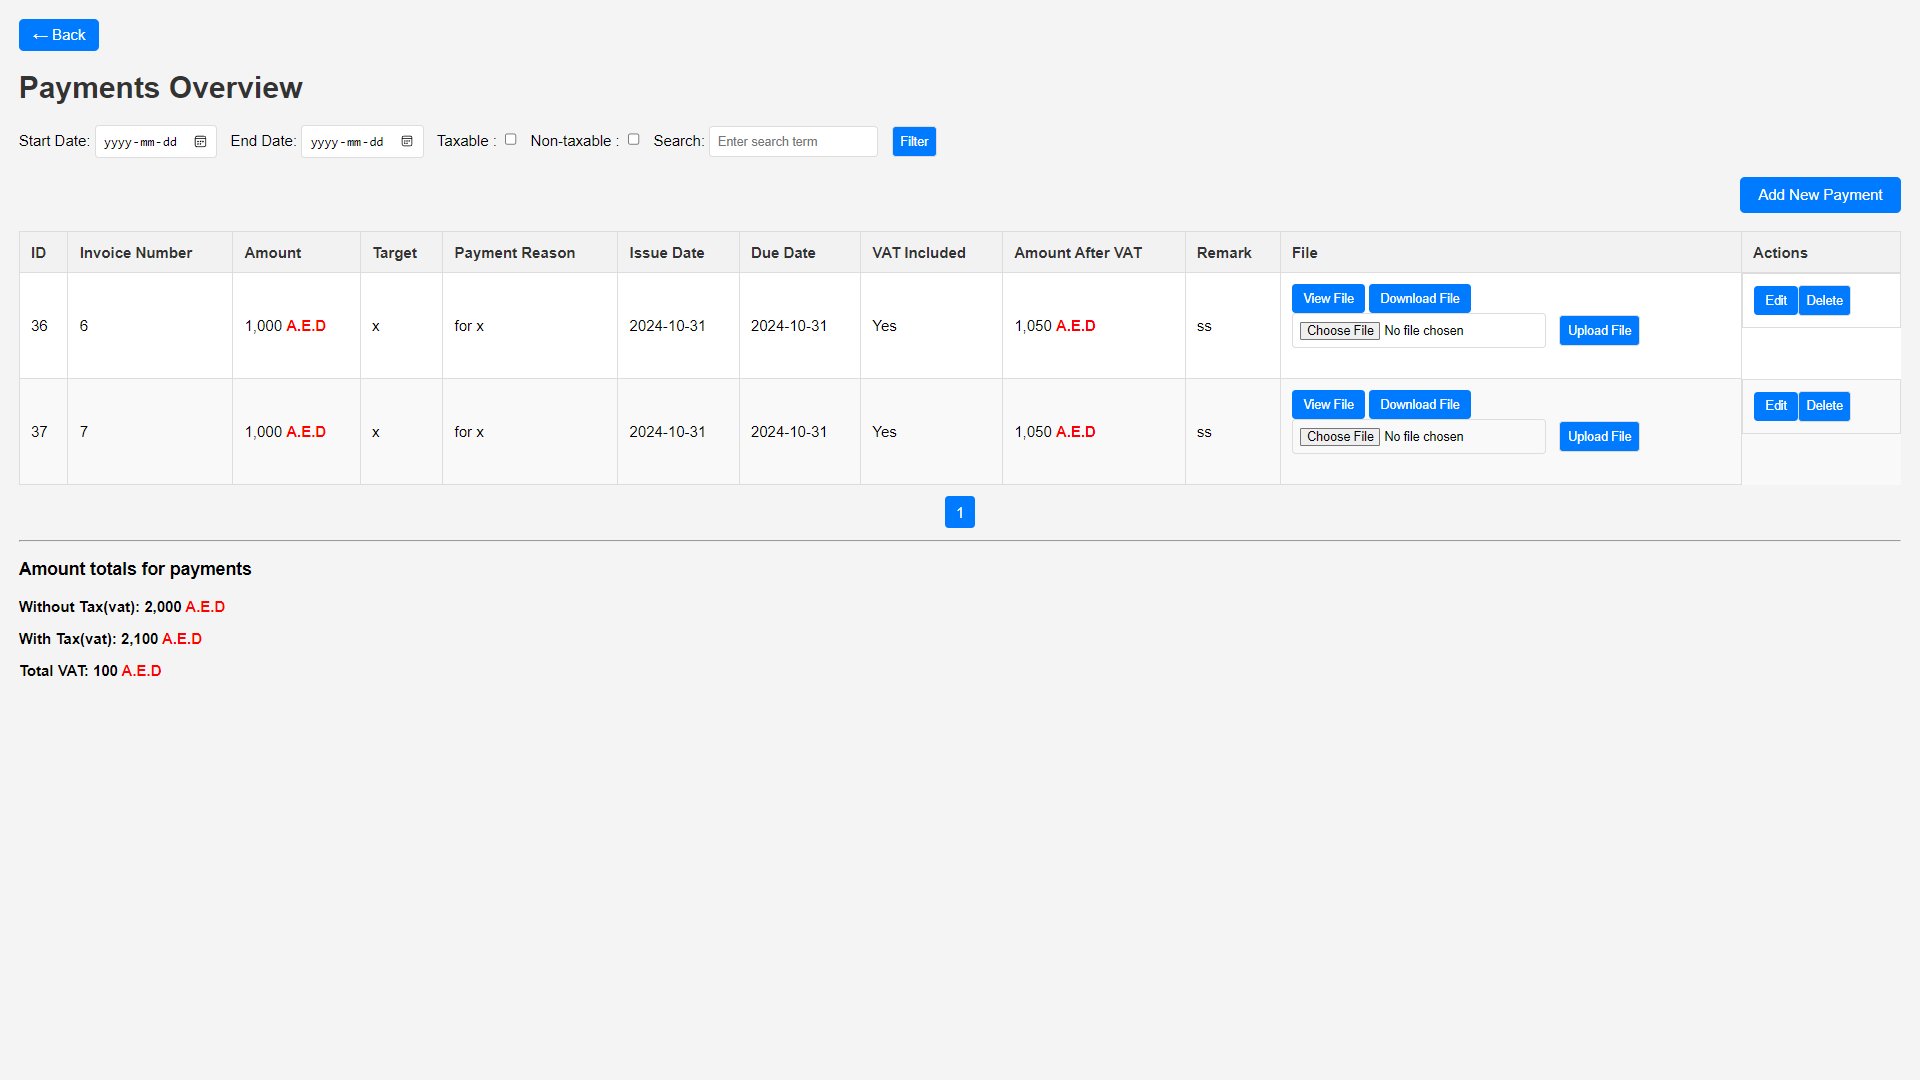 ← Back
Payments Overview
Start Date: yyyy-mm-dd End Date: yyyy-mm-dd Taxable : Non-taxable : Search: Enter search term Filter
Add New Payment
ID Invoice Number Amount Target Payment Reason Issue Date Due Date VAT Included Amount After VAT Remark File Actions
View File Download File
36 6 1,000 A.E.D x for x 2024-10-31 2024-10-31 Yes 1,050 A.E.D ss Choose File No file chosen Upload File Edit Delete
View File Download File
37 7 1,000 A.E.D x for x 2024-10-31 2024-10-31 Yes 1,050 A.E.D ss Choose File No file chosen Upload File Edit Delete
1
Amount totals for payments
Without Tax(vat): 2,000 A.E.D
With Tax(vat): 2,100 A.E.D
Total VAT: 100 A.E.D